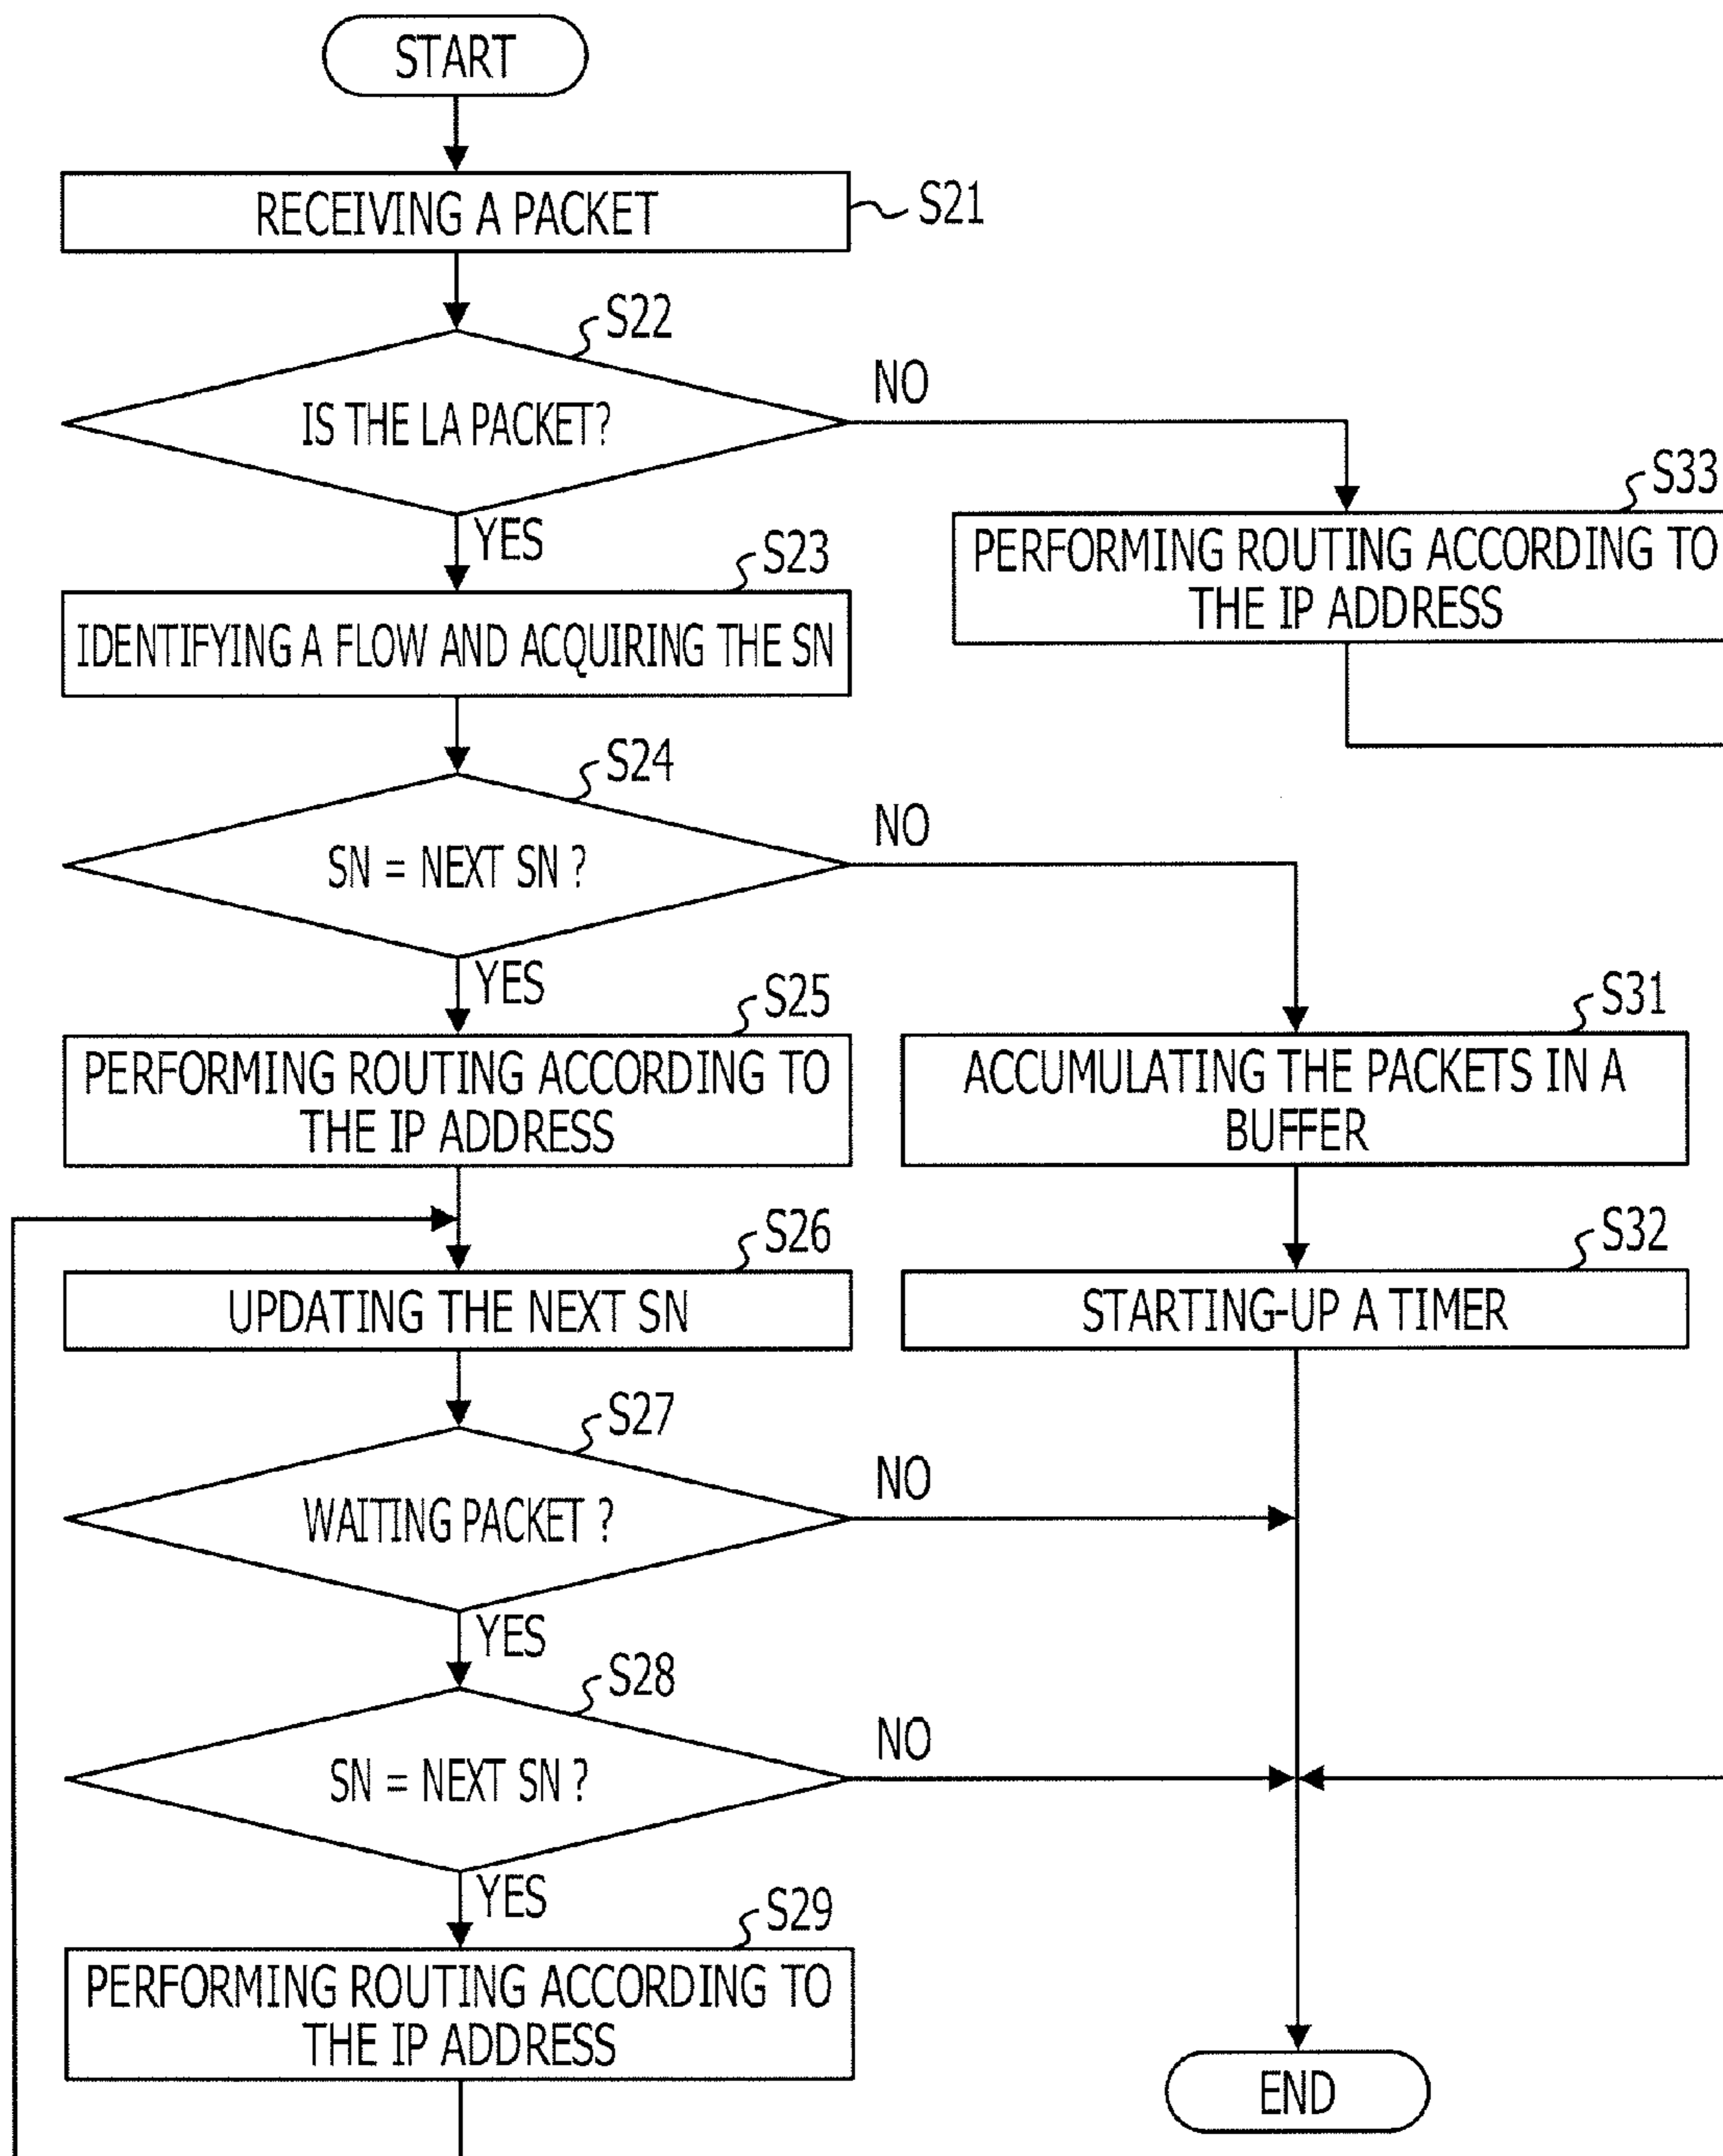 START
RECEIVING A PACKET
S21
S22
IS THE LA PACKET?
NO
YES
S33
PERFORMING ROUTING ACCORDING TO
THE IP ADDRESS
S23
IDENTIFYING A FLOW AND ACQUIRING THE SN
S24
SN = NEXT SN ?
NO
YES
S25
PERFORMING ROUTING ACCORDING TO
THE IP ADDRESS
S31
ACCUMULATING THE PACKETS IN A
BUFFER
S26
UPDATING THE NEXT SN
S32
STARTING-UP A TIMER
S27
WAITING PACKET ?
NO
YES
S28
SN = NEXT SN ?
NO
YES
S29
PERFORMING ROUTING ACCORDING TO
THE IP ADDRESS
END